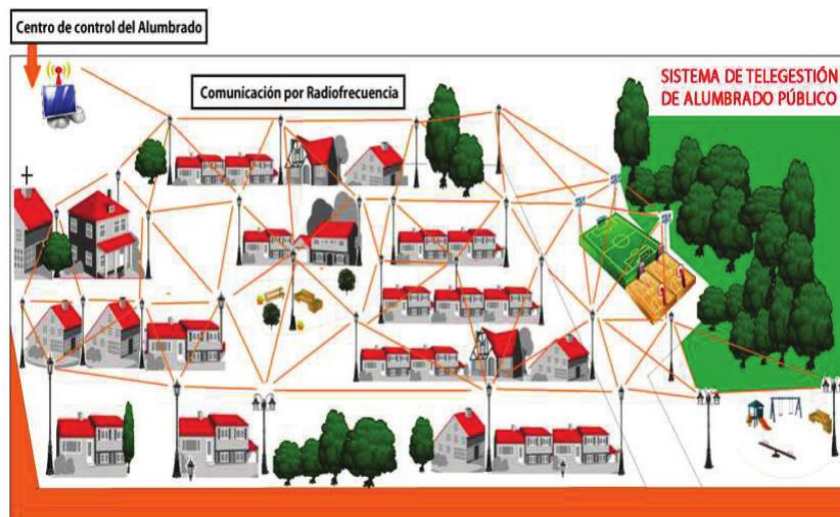 Centro de control del Alumbrado
Comunicación por Radiofrecuencia
SISTEMA DE TELEGESTIÓN
DE ALUMBRADO PÚBLICO